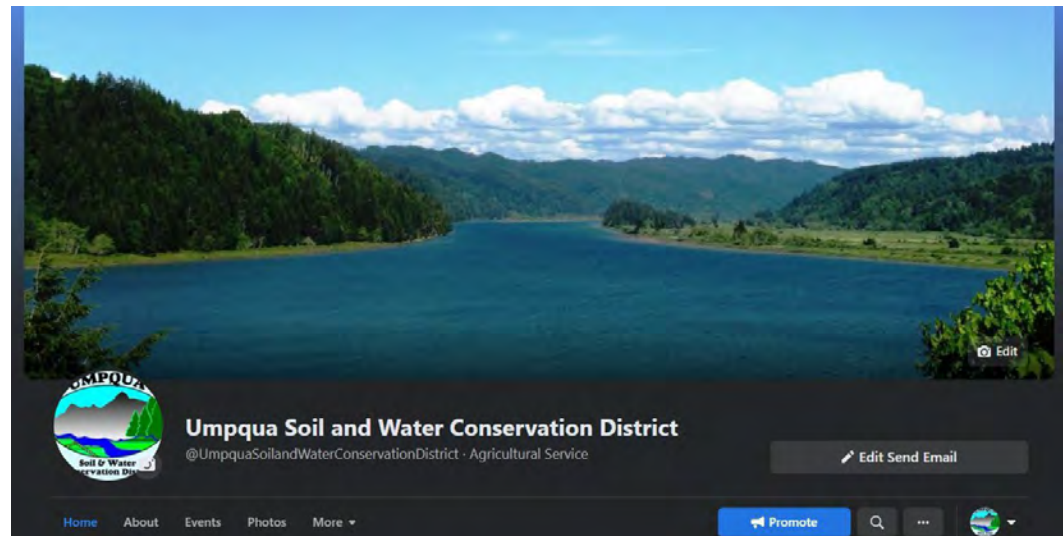 Edit
UMPQUA
Soil & Water
Umpqua Soil and Water Conservation District
@UmpquaSoilandWaterConservationDistrict · Agricultural Service
Edit Send Email
Home About Events Photos More
Promote